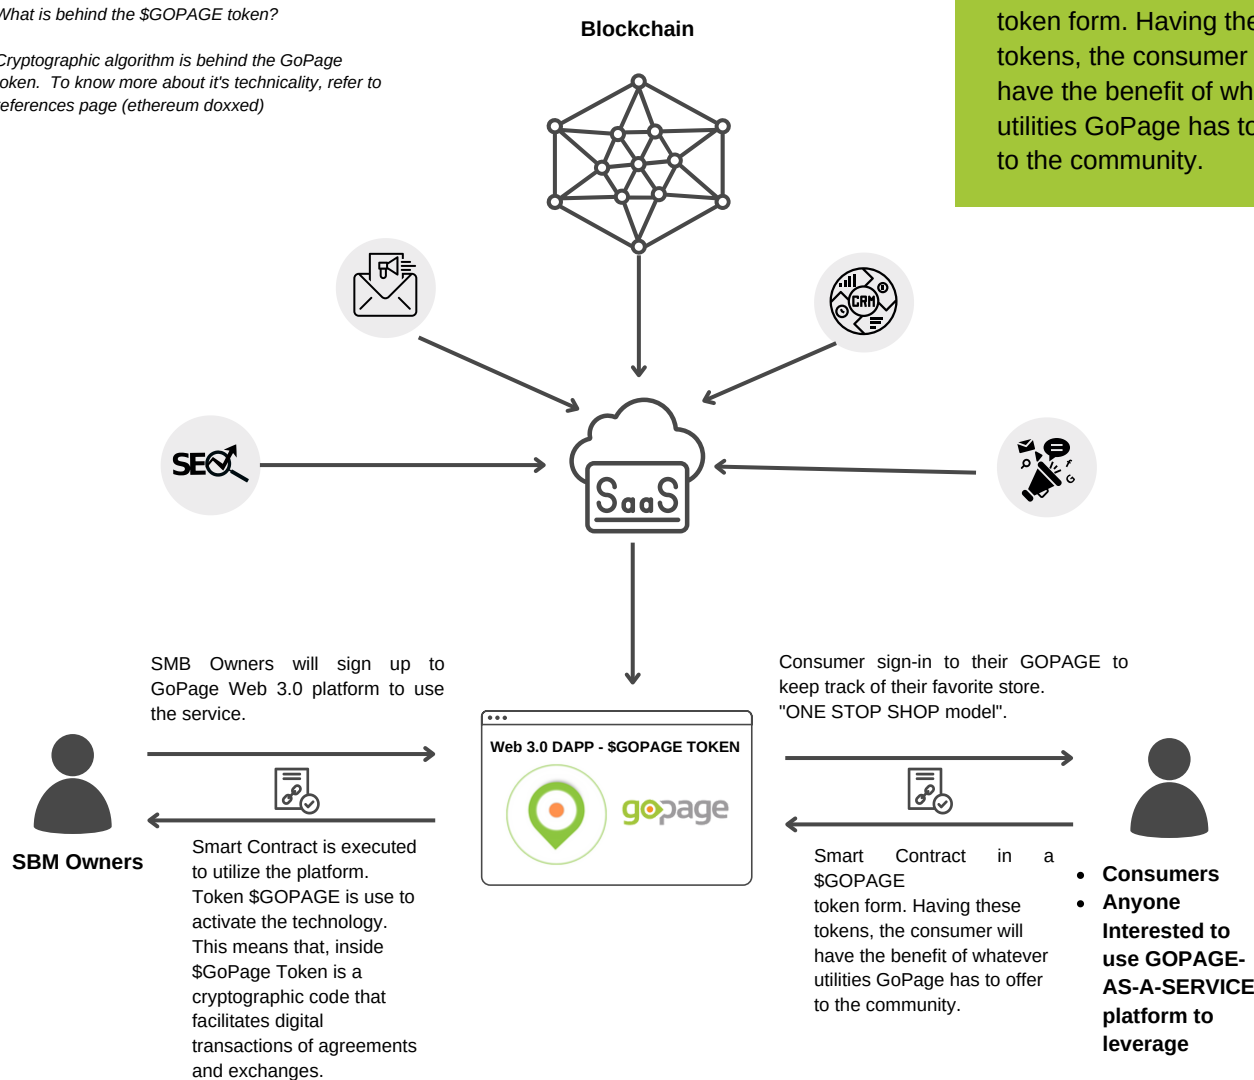 What is behind the $GOPAGE token?
Cryptographic algorithm is behind the GoPage
token. To know more about it's technicality, refer to
references page (ethereum doxxed)
Blockchain
token form. Having the
tokens, the consumer
have the benefit of wh
utilities GoPage has to
to the community.
CRM
SEO
SaaS
SMB Owners will sign up to
GoPage Web 3.0 platform to use
the service.
Consumer sign-in to their GOPAGE to
keep track of their favorite store.
"ONE STOP SHOP model".
Web 3.0 DAPP - $GOPAGE TOKEN
gopage
SBM Owners
Smart Contract is executed
to utilize the platform.
Token $GOPAGE is use to
activate the technology.
This means that, inside
$GoPage Token is a
cryptographic code that
facilitates digital
transactions of agreements
and exchanges.
Smart Contract in a
$GOPAGE
token form. Having these
tokens, the consumer will
have the benefit of whatever
utilities GoPage has to offer
to the community.
• Consumers
• Anyone
Interested to
use GOPAGE-
AS-A-SERVICE
platform to
leverage